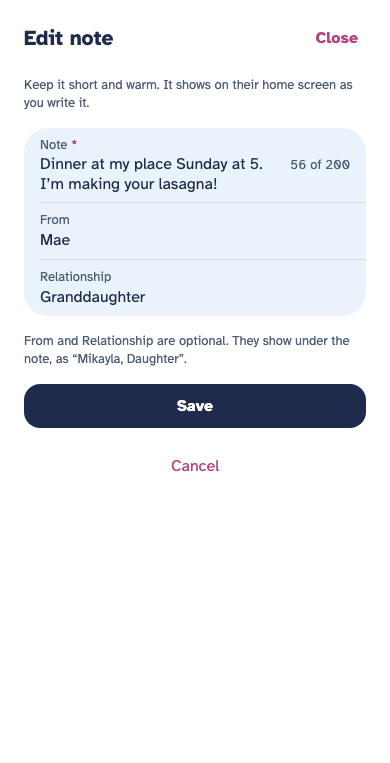 Edit note
Close
Keep it short and warm. It shows on their home screen as
you write it.
Note *
Dinner at my place Sunday at 5.
56 of 200
I’m making your lasagna!
From
Mae
Relationship
Granddaughter
From and Relationship are optional. They show under the
note, as “Mikayla, Daughter”.
Save
Cancel